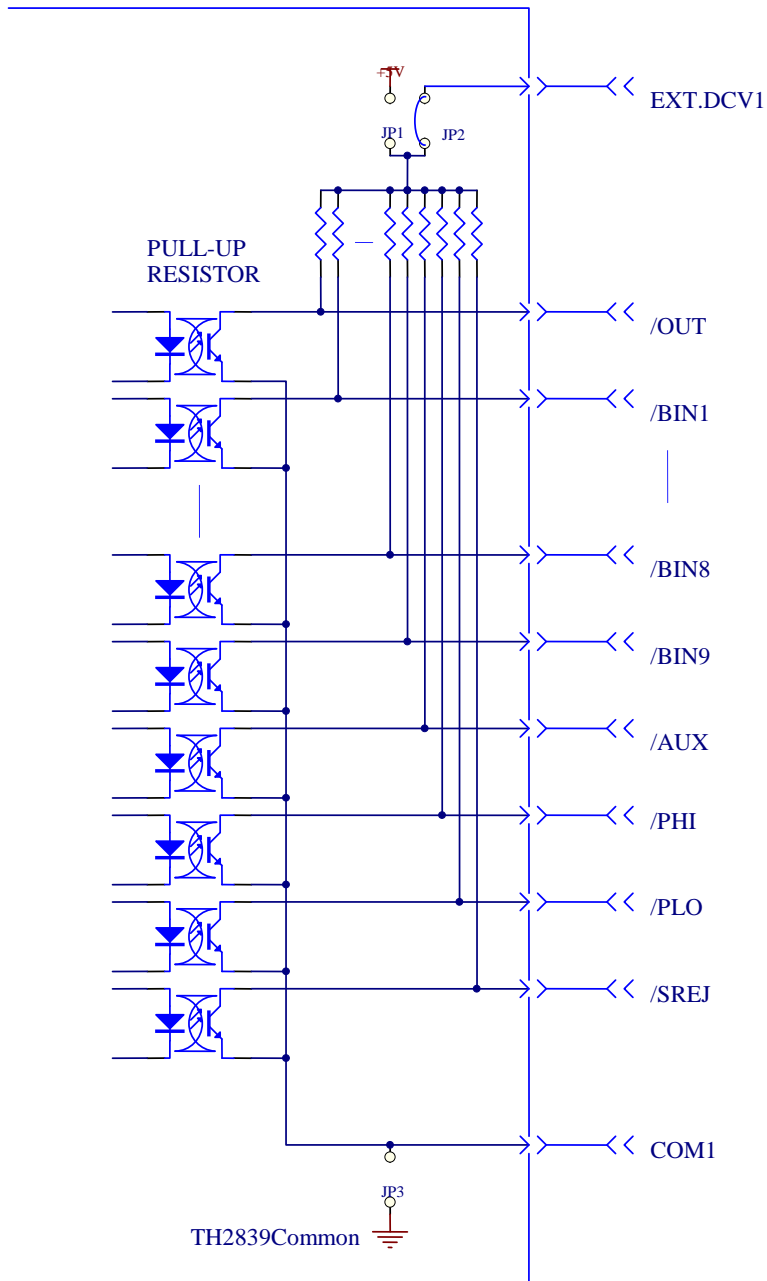 +5V
EXT.DCV1
JP1
JP2
PULL-UP
RESISTOR
/OUT
/BIN1
/BIN8
/BIN9
/AUX
/PHI
/PLO
/SREJ
COM1
JP3
TH2839Common